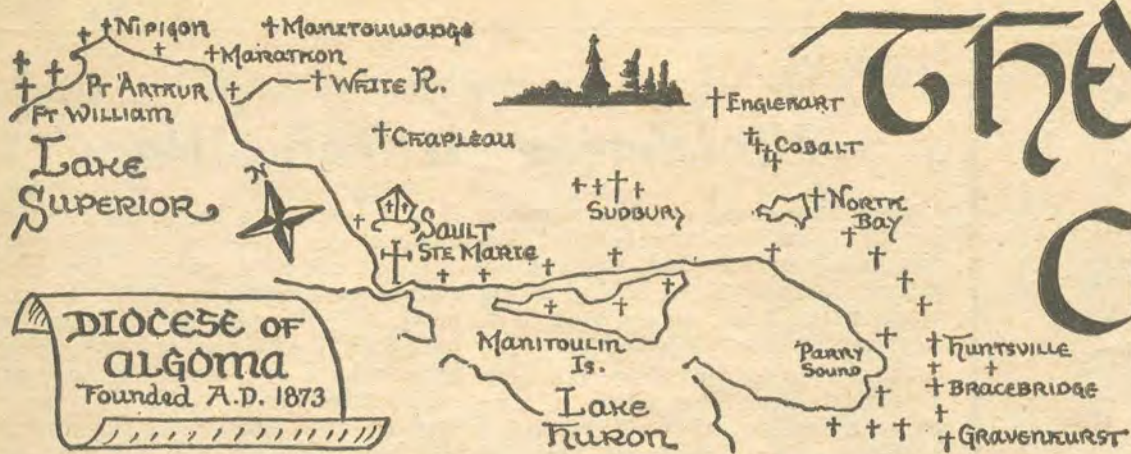 The
C
Nipigon
Manitouwadge
Marathon
White R.
Pt Arthur
Ft William
Chapleau
Englehart
Cobalt
Lake
Superior
N
Sault
Ste Marie
Sudbury
North
Bay
DIOCESE OF
ALGOMA
Founded A.D. 1873
Manitoulin
Is.
Parry
Sound
Huntsville
Bracebridge
Gravenhurst
Lake
Huron